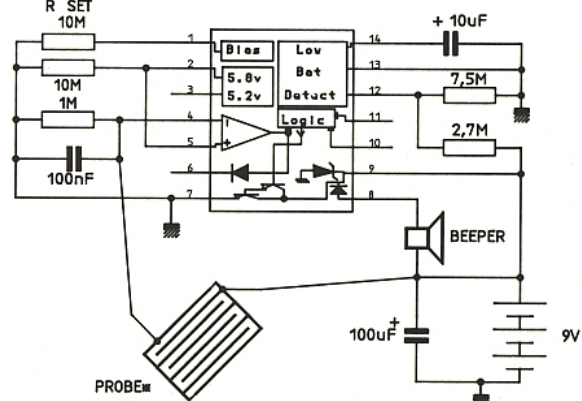 R SET
10M
10M
1M
100nF
1
2
3
4
5
6
7
Bias
5.8v
5.2v
Low
Bat
Detect
Logic
14
13
12
11
10
9
8
+ 10uF
7,5M
2,7M
BEEPER
100uF +
9V
PROBE※